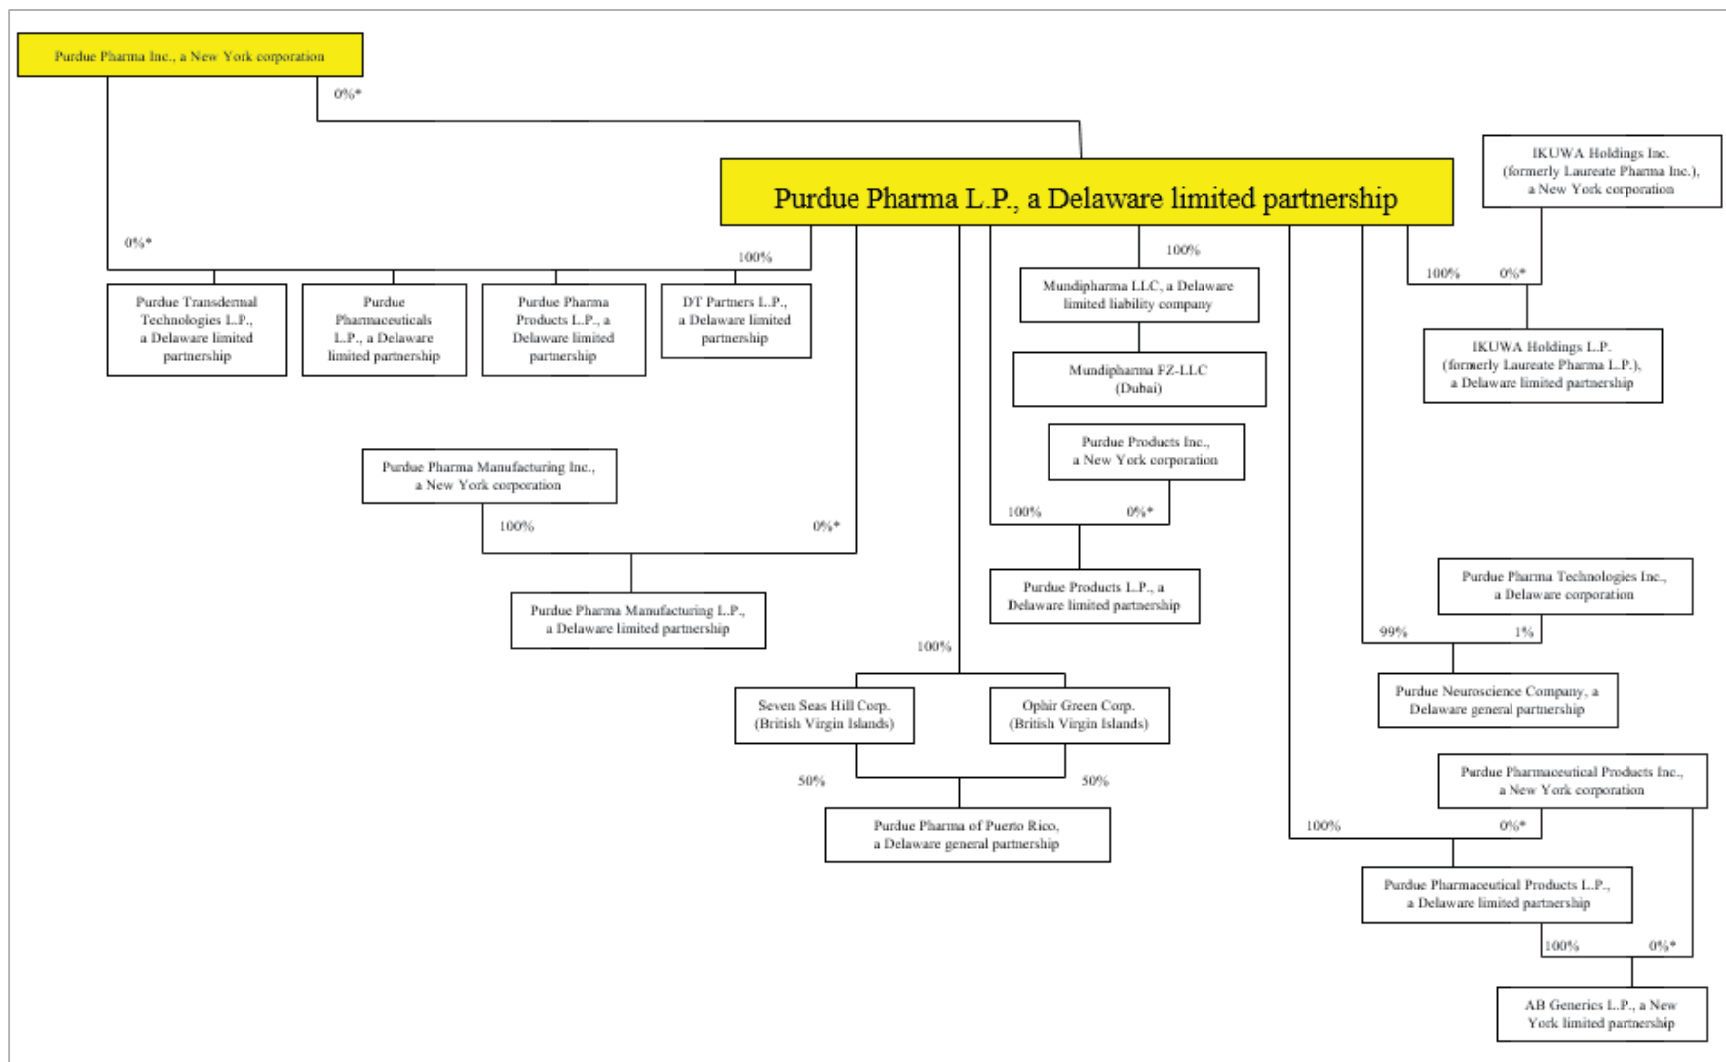 Purdue Pharma Inc., a New York corporation
0%*
Purdue Pharma L.P., a Delaware limited partnership
IKUWA Holdings Inc.
(formerly Laureate Pharma Inc.),
a New York corporation
0%*
100%
Purdue Transdermal
Technologies L.P.,
a Delaware limited
partnership
Purdue
Pharmaceuticals
L.P., a Delaware
limited partnership
Purdue Pharma
Products L.P., a
Delaware limited
partnership
DT Partners L.P.,
a Delaware limited
partnership
100%
Mundipharma LLC, a Delaware
limited liability company
Mundipharma FZ-LLC
(Dubai)
100%
0%*
IKUWA Holdings L.P.
(formerly Laureate Pharma L.P.),
a Delaware limited partnership
Purdue Pharma Manufacturing Inc.,
a New York corporation
100%
0%*
Purdue Pharma Manufacturing L.P.,
a Delaware limited partnership
Purdue Products Inc.,
a New York corporation
100%
0%*
Purdue Products L.P., a
Delaware limited partnership
100%
Seven Seas Hill Corp.
(British Virgin Islands)
Ophir Green Corp.
(British Virgin Islands)
50%
50%
Purdue Pharma of Puerto Rico,
a Delaware general partnership
Purdue Pharma Technologies Inc.,
a Delaware corporation
99%
1%
Purdue Neuroscience Company, a
Delaware general partnership
Purdue Pharmaceutical Products Inc.,
a New York corporation
100%
0%*
Purdue Pharmaceutical Products L.P.,
a Delaware limited partnership
100%
0%*
AB Generics L.P., a New
York limited partnership